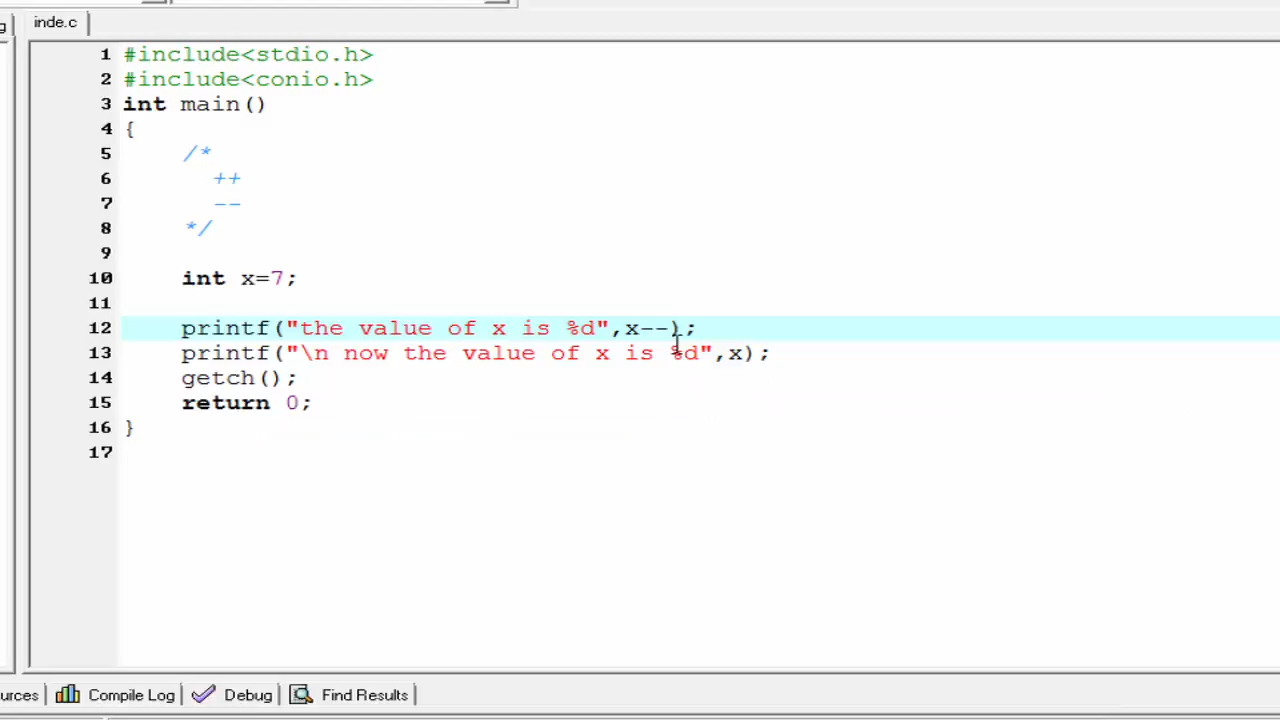 inde.c
1 #include<stdio.h>
2 #include<conio.h>
3 int main()
4 {
5 /*
6 ++
7 --
8 */
9
10 int x=7;
11
12 printf("the value of x is %d",x--);
13 printf("\n now the value of x is %d",x);
14 getch();
15 return 0;
16 }
17
urces Compile Log Debug Find Results